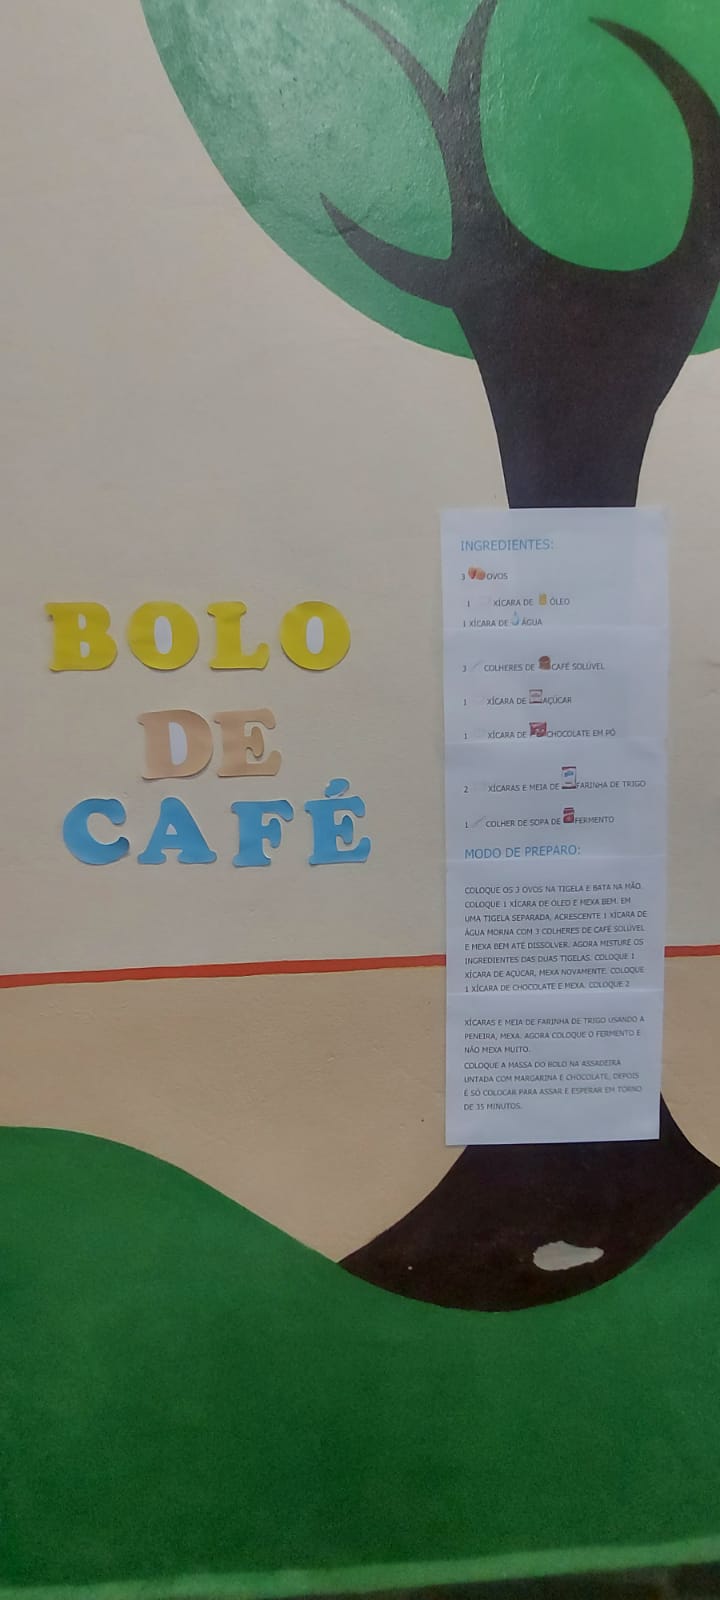 BOLO
DE
CAFÉ
INGREDIENTES:
3 OVOS
1 XÍCARA DE ÓLEO
1 XÍCARA DE ÁGUA
3 COLHERES DE CAFÉ SOLÚVEL
1 XÍCARA DE AÇÚCAR
1 XÍCARA DE CHOCOLATE EM PÓ
2 XÍCARAS E MEIA DE FARINHA DE TRIGO
1 COLHER DE SOPA DE FERMENTO
MODO DE PREPARO:
COLOQUE OS 3 OVOS NA TIGELA E BATA NA MÃO.
COLOQUE 1 XÍCARA DE ÓLEO E MEXA BEM. EM
UMA TIGELA SEPARADA, ACRESCENTE 1 XÍCARA DE
ÁGUA MORNA COM 3 COLHERES DE CAFÉ SOLÚVEL
E MEXA BEM ATÉ DISSOLVER. AGORA MISTURE OS
INGREDIENTES DAS DUAS TIGELAS. COLOQUE 1
XÍCARA DE AÇUCAR, MEXA NOVAMENTE. COLOQUE
1 XÍCARA DE CHOCOLATE E MEXA. COLOQUE 2
XÍCARAS E MEIA DE FARINHA DE TRIGO USANDO A
PENEIRA, MEXA. AGORA COLOQUE O FERMENTO E
NÃO MEXA MUITO.
COLOQUE A MASSA DO BOLO NA ASSADEIRA
UNTADA COM MARGARINA E CHOCOLATE, DEPOIS
É SÓ COLOCAR PARA ASSAR E ESPERAR EM TORNO
DE 35 MINUTOS.